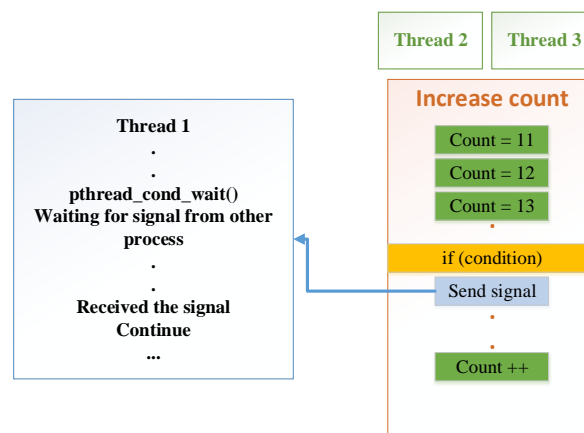 Thread 2
Thread 3
Increase count
Thread 1
.
.
pthread_cond_wait()
Waiting for signal from other
process
.
.
Received the signal
Continue
...
Count = 11
Count = 12
Count = 13
.
if (condition)
Send signal
.
.
Count ++